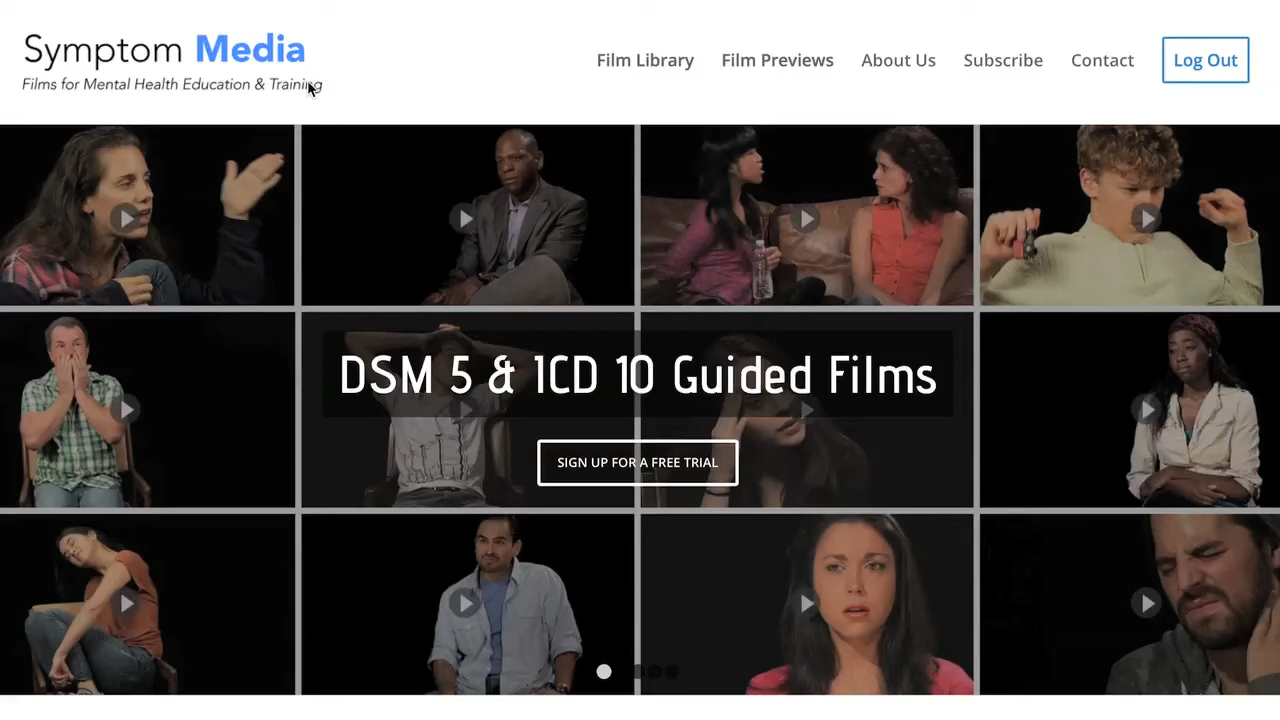 Symptom Media
Films for Mental Health Education & Training
Film Library
Film Previews
About Us
Subscribe
Contact
Log Out
DSM 5 & ICD 10 Guided Films
SIGN UP FOR A FREE TRIAL